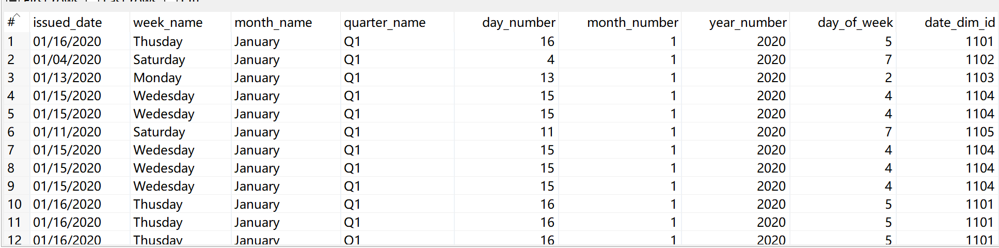 # issued_date week_name month_name quarter_name day_number month_number year_number day_of_week date_dim_id
1 01/16/2020 Thusday January Q1 16 1 2020 5 1101
2 01/04/2020 Saturday January Q1 4 1 2020 7 1102
3 01/13/2020 Monday January Q1 13 1 2020 2 1103
4 01/15/2020 Wedesday January Q1 15 1 2020 4 1104
5 01/15/2020 Wedesday January Q1 15 1 2020 4 1104
6 01/11/2020 Saturday January Q1 11 1 2020 7 1105
7 01/15/2020 Wedesday January Q1 15 1 2020 4 1104
8 01/15/2020 Wedesday January Q1 15 1 2020 4 1104
9 01/15/2020 Wedesday January Q1 15 1 2020 4 1104
10 01/16/2020 Thusday January Q1 16 1 2020 5 1101
11 01/16/2020 Thusday January Q1 16 1 2020 5 1101
12 01/16/2020 Thusday January Q1 16 1 2020 5 1101